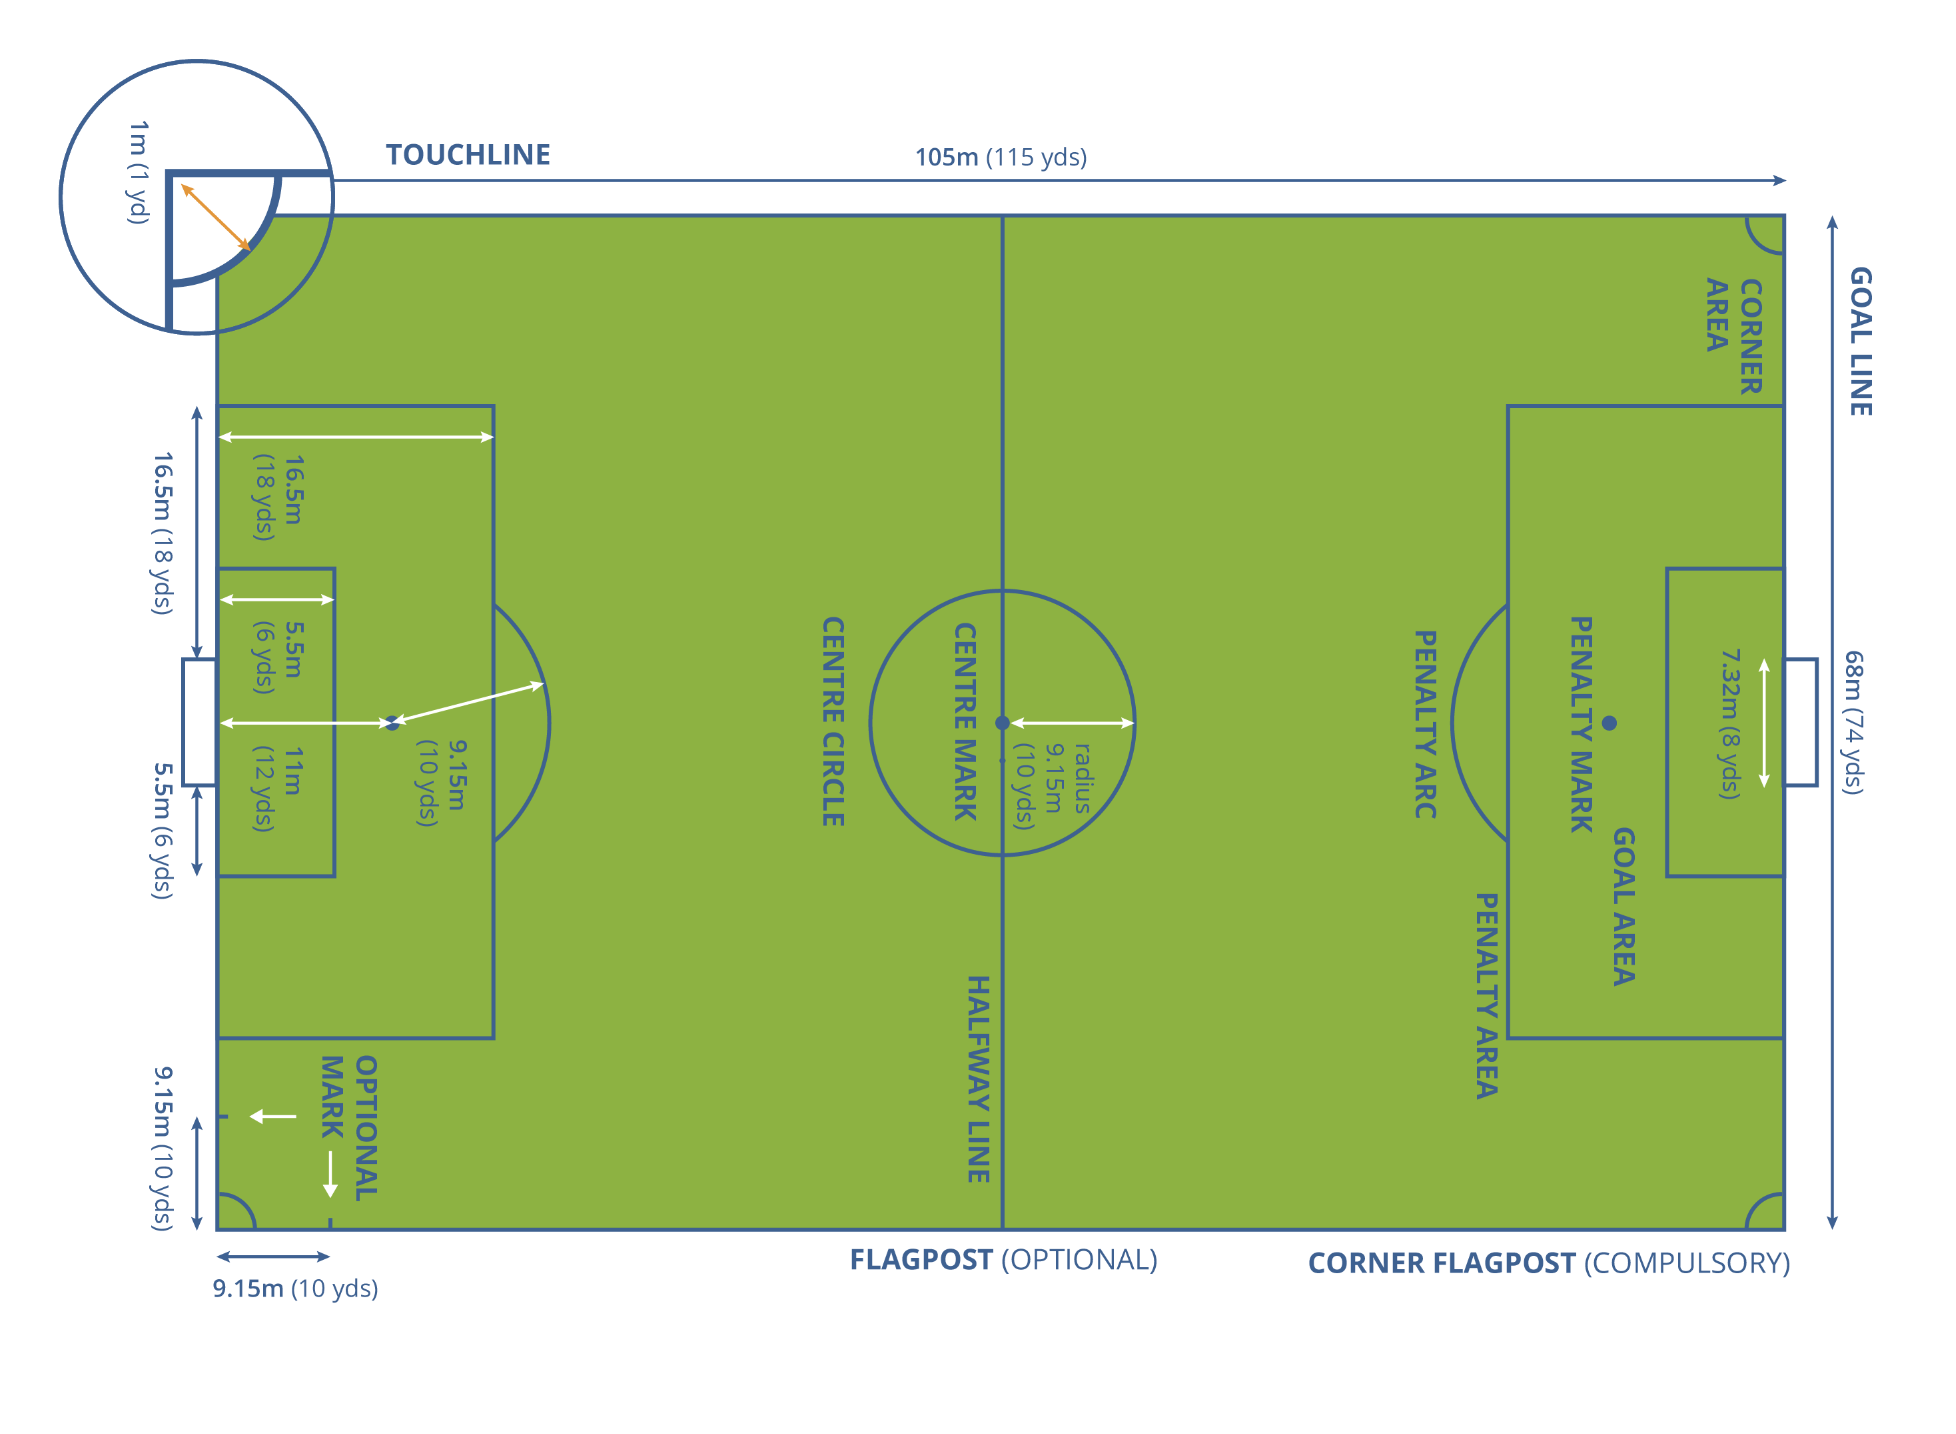 TOUCHLINE
105m (115 yds)
1m (1 yd)
GOAL LINE
CORNER
AREA
16.5m (18 yds)
16.5m
(18 yds)
5.5m
(6 yds)
11m
(12 yds)
9.15m
(10 yds)
5.5m (6 yds)
CENTRE CIRCLE
CENTRE MARK
radius
9.15m
(10 yds)
PENALTY ARC
PENALTY MARK
7.32m (8 yds)
68m (74 yds)
GOAL AREA
PENALTY AREA
HALFWAY LINE
OPTIONAL
MARK
9.15m (10 yds)
9.15m (10 yds)
FLAGPOST (OPTIONAL)
CORNER FLAGPOST (COMPULSORY)